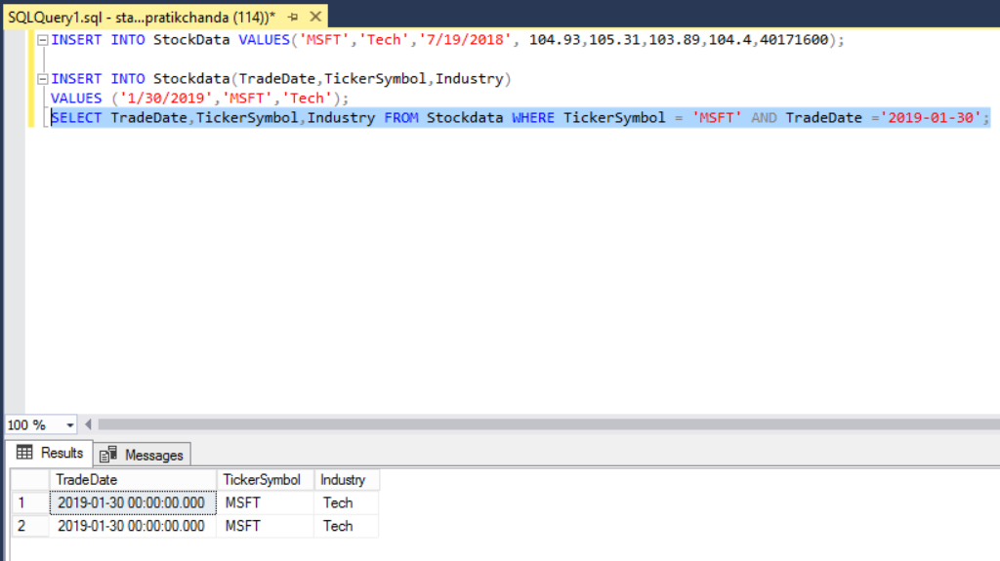 SQLQuery1.sql - sta...pratikchanda (114))*
INSERT INTO StockData VALUES('MSFT','Tech','7/19/2018', 104.93,105.31,103.89,104.4,40171600);
INSERT INTO Stockdata(TradeDate,TickerSymbol,Industry)
VALUES ('1/30/2019','MSFT','Tech');
SELECT TradeDate,TickerSymbol,Industry FROM Stockdata WHERE TickerSymbol = 'MSFT' AND TradeDate ='2019-01-30';
100 %
Results Messages
TradeDate TickerSymbol Industry
1 2019-01-30 00:00:00.000 MSFT Tech
2 2019-01-30 00:00:00.000 MSFT Tech